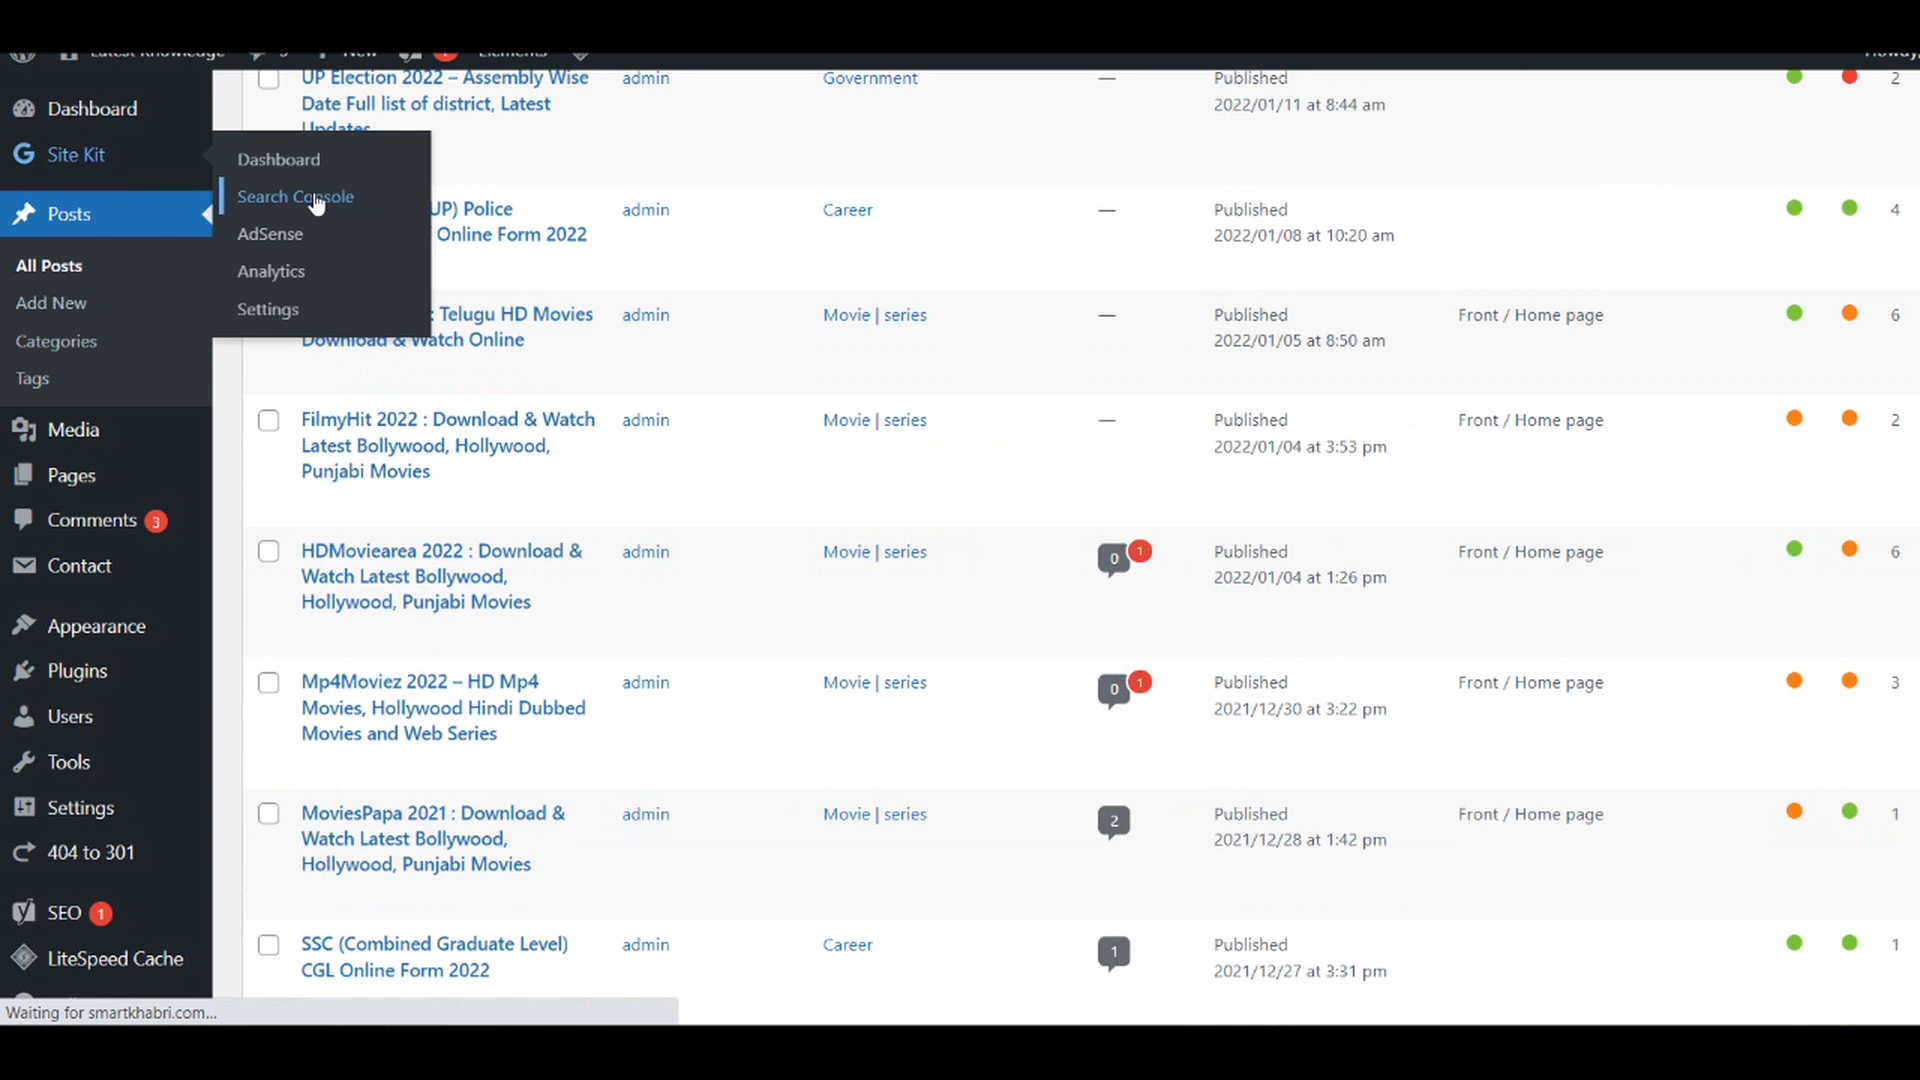 Latest Knowledge
New
Elements
Dashboard
Site Kit
Posts
All Posts
Add New
Categories
Tags
Media
Pages
Comments 3
Contact
Appearance
Plugins
Users
Tools
Settings
404 to 301
SEO 1
LiteSpeed Cache
Dashboard
Search Console
AdSense
Analytics
Settings
UP Election 2022 – Assembly Wise admin Government — Published 2
Date Full list of district, Latest 2022/01/11 at 8:44 am
Updates
UP) Police admin Career — Published 4
Online Form 2022 2022/01/08 at 10:20 am
: Telugu HD Movies admin Movie | series — Published Front / Home page 6
Download & Watch Online 2022/01/05 at 8:50 am
FilmyHit 2022 : Download & Watch admin Movie | series — Published Front / Home page 2
Latest Bollywood, Hollywood, 2022/01/04 at 3:53 pm
Punjabi Movies
HDMoviearea 2022 : Download & admin Movie | series 0 1 Published Front / Home page 6
Watch Latest Bollywood, 2022/01/04 at 1:26 pm
Hollywood, Punjabi Movies
Mp4Moviez 2022 – HD Mp4 admin Movie | series 0 1 Published Front / Home page 3
Movies, Hollywood Hindi Dubbed 2021/12/30 at 3:22 pm
Movies and Web Series
MoviesPapa 2021 : Download & admin Movie | series 2 Published Front / Home page 1
Watch Latest Bollywood, 2021/12/28 at 1:42 pm
Hollywood, Punjabi Movies
SSC (Combined Graduate Level) admin Career 1 Published 1
CGL Online Form 2022 2021/12/27 at 3:31 pm
Waiting for smartkhabri.com...